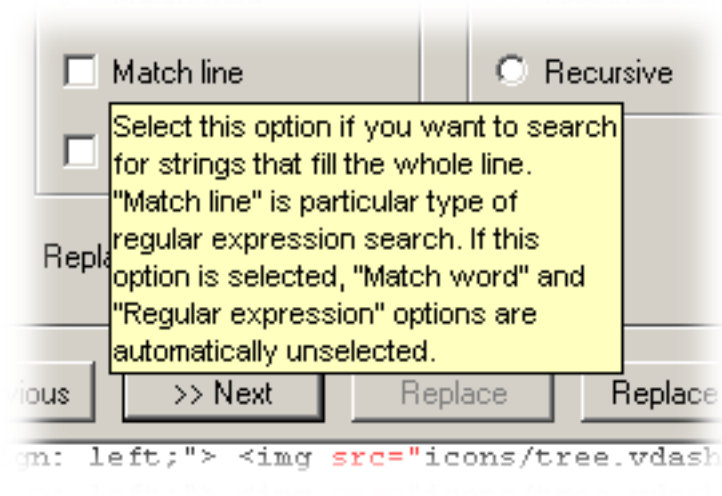 Match line
Recursive
Select this option if you want to search
for strings that fill the whole line.
"Match line" is particular type of
regular expression search. If this
option is selected, "Match word" and
"Regular expression" options are
automatically unselected.
>> Next
Replace
Replace
left;"> <img src="icons/tree.vdash